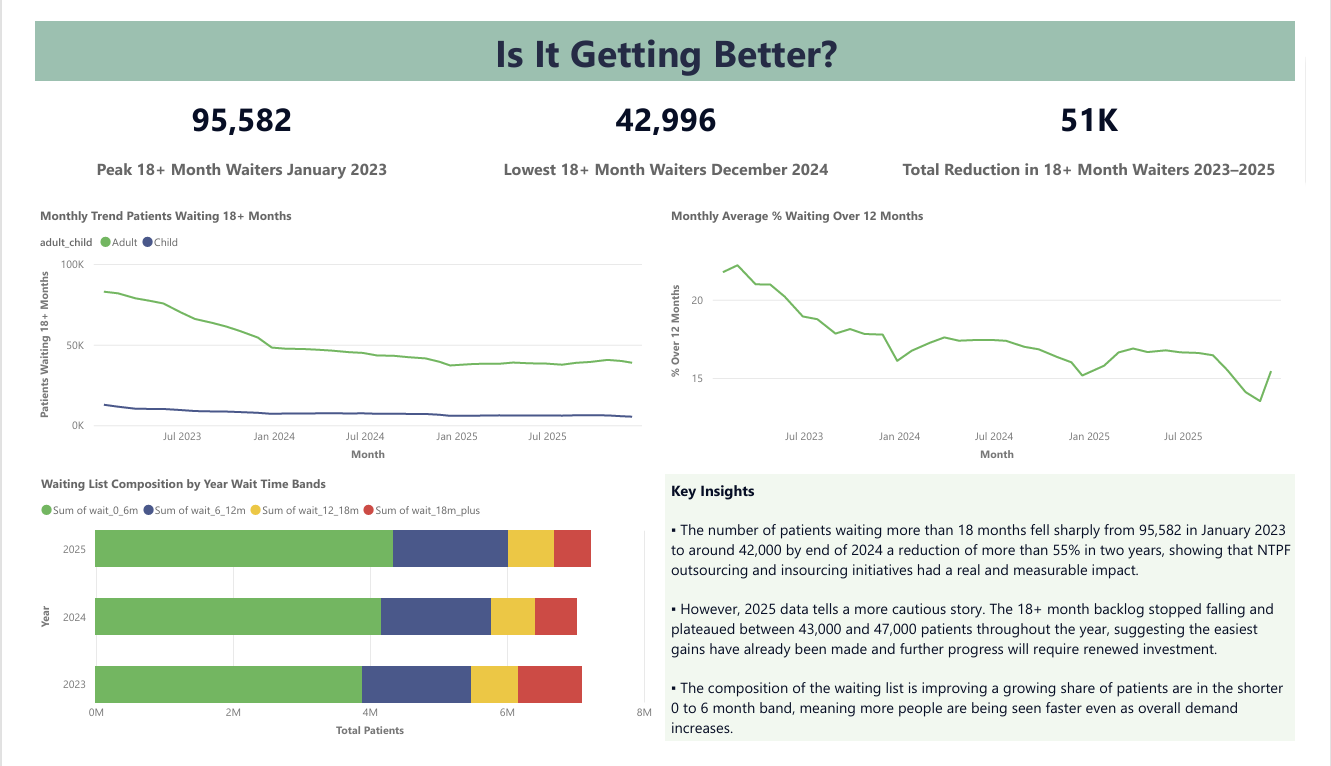 Is It Getting Better?
95,582
42,996
51K
Peak 18+ Month Waiters January 2023
Lowest 18+ Month Waiters December 2024
Total Reduction in 18+ Month Waiters 2023–2025
Monthly Trend Patients Waiting 18+ Months
adult_child Adult Child
Patients Waiting 18+ Months
100K
50K
0K
Jul 2023 Jan 2024 Jul 2024 Jan 2025 Jul 2025
Month
Monthly Average % Waiting Over 12 Months
% Over 12 Months
20
15
Jul 2023 Jan 2024 Jul 2024 Jan 2025 Jul 2025
Month
Waiting List Composition by Year Wait Time Bands
Sum of wait_0_6m Sum of wait_6_12m Sum of wait_12_18m Sum of wait_18m_plus
Year
2025
2024
2023
0M 2M 4M 6M 8M
Total Patients
Key Insights
▪ The number of patients waiting more than 18 months fell sharply from 95,582 in January 2023
to around 42,000 by end of 2024 a reduction of more than 55% in two years, showing that NTPF
outsourcing and insourcing initiatives had a real and measurable impact.
▪ However, 2025 data tells a more cautious story. The 18+ month backlog stopped falling and
plateaued between 43,000 and 47,000 patients throughout the year, suggesting the easiest
gains have already been made and further progress will require renewed investment.
▪ The composition of the waiting list is improving a growing share of patients are in the shorter
0 to 6 month band, meaning more people are being seen faster even as overall demand
increases.